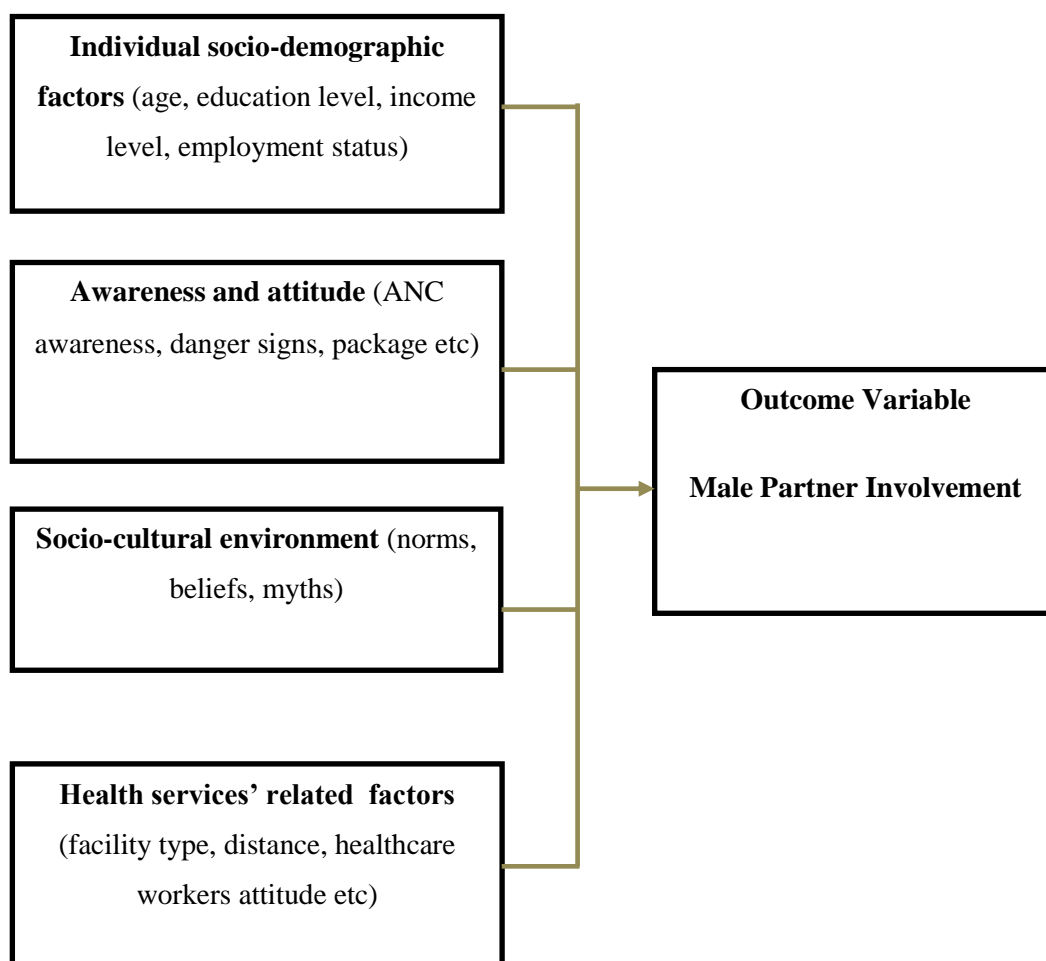 Individual socio-demographic
factors (age, education level, income
level, employment status)
Awareness and attitude (ANC
awareness, danger signs, package etc)
Outcome Variable
Male Partner Involvement
Socio-cultural environment (norms,
beliefs, myths)
Health services’ related factors
(facility type, distance, healthcare
workers attitude etc)